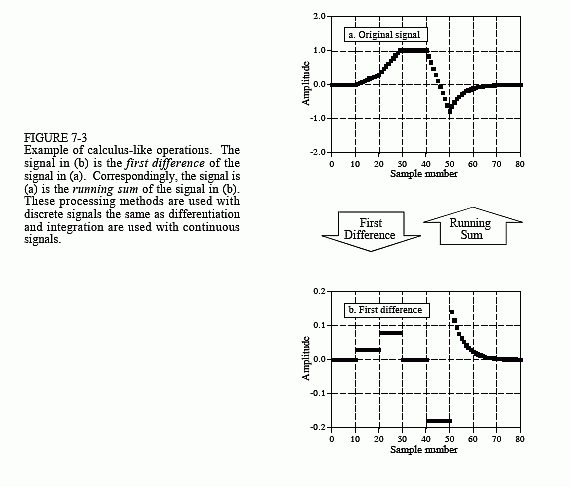 FIGURE 7-3
Example of calculus-like operations. The
signal in (b) is the first difference of the
signal in (a). Correspondingly, the signal is
(a) is the running sum of the signal in (b).
These processing methods are used with
discrete signals the same as differentiation
and integration are used with continuous
signals.
2.0
1.0
0.0
-1.0
-2.0
Amplitude
a. Original signal
0 10 20 30 40 50 60 70 80
Sample number
First
Difference
Running
Sum
0.2
0.1
0.0
-0.1
-0.2
Amplitude
b. First difference
0 10 20 30 40 50 60 70 80
Sample number